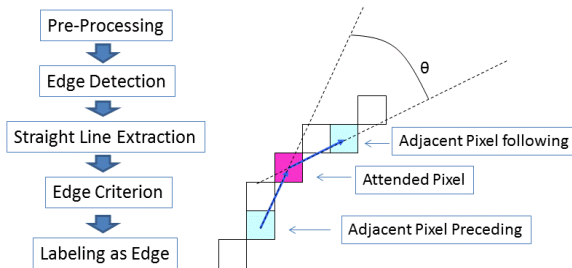 Pre-Processing
Edge Detection
Straight Line Extraction
Edge Criterion
Labeling as Edge
θ
Adjacent Pixel following
Attended Pixel
Adjacent Pixel Preceding